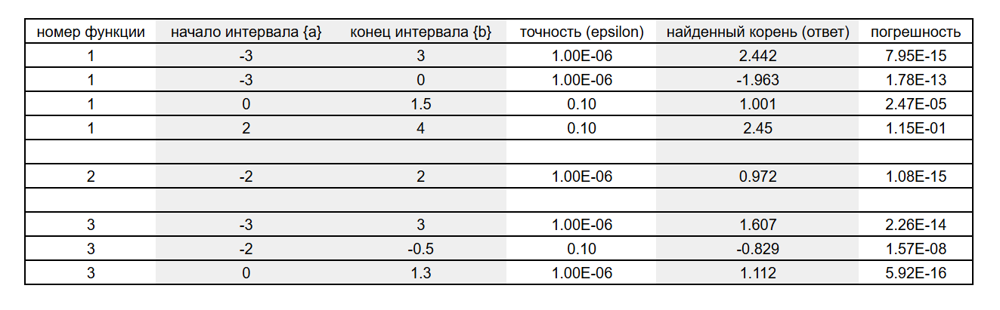 номер функции начало интервала {a} конец интервала {b} точность (epsilon) найденный корень (ответ) погрешность
1 -3 3 1.00E-06 2.442 7.95E-15
1 -3 0 1.00E-06 -1.963 1.78E-13
1 0 1.5 0.10 1.001 2.47E-05
1 2 4 0.10 2.45 1.15E-01
2 -2 2 1.00E-06 0.972 1.08E-15
3 -3 3 1.00E-06 1.607 2.26E-14
3 -2 -0.5 0.10 -0.829 1.57E-08
3 0 1.3 1.00E-06 1.112 5.92E-16